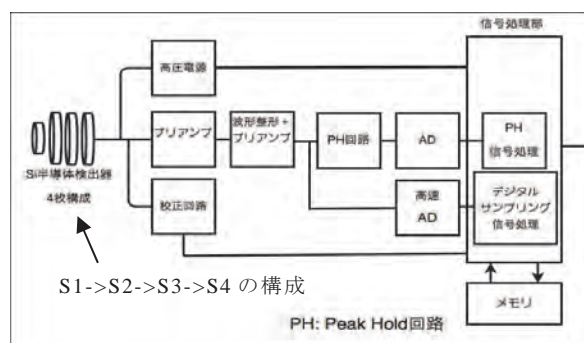 信号処理部
高圧電源
プリアンプ
波形整形+
プリアンプ
PH回路
AD
PH
信号処理
Si半導体検出器
4枚構成
校正回路
高速
AD
デジタル
サンプリング
信号処理
S1->S2->S3->S4 の構成
メモリ
PH: Peak Hold回路